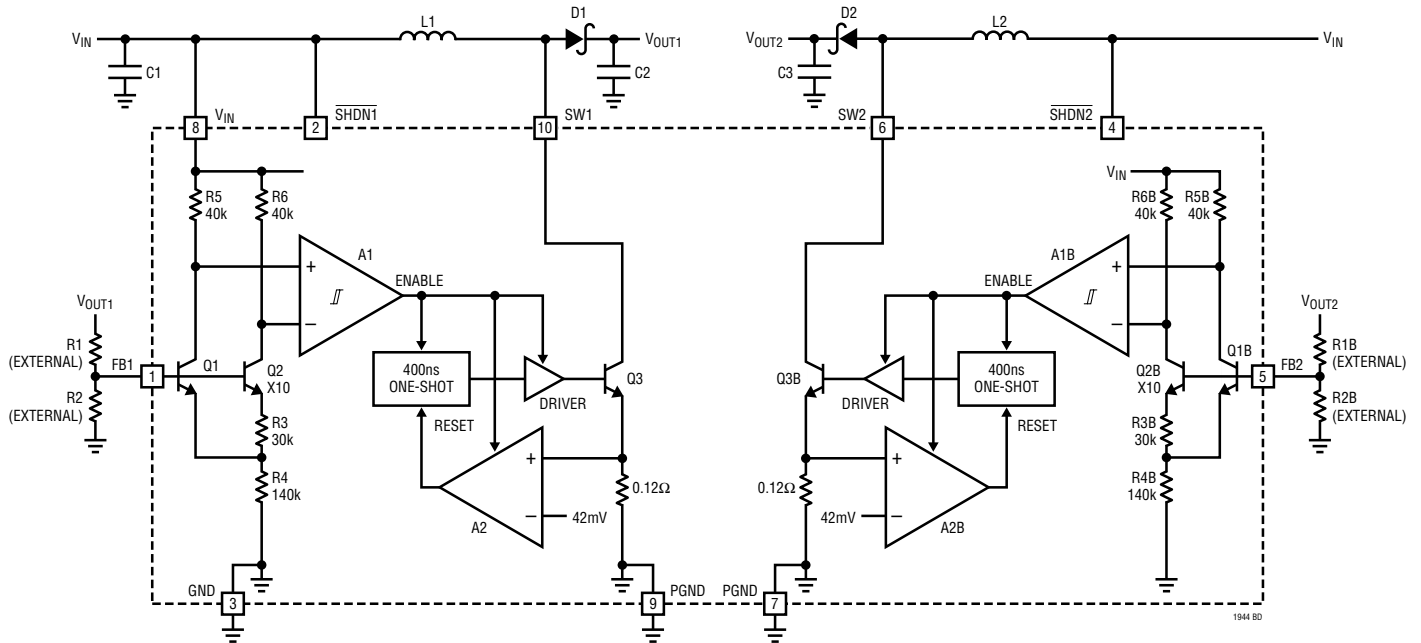 L1
D1
D2
L2
VIN
VOUT1
VOUT2
VIN
C1
C2
C3
VIN
SHDN1
SW1
SW2
SHDN2
8
2
10
6
4
R5
40k
R6
40k
VIN
R6B
40k
R5B
40k
A1
ENABLE
ENABLE
A1B
+
−
+
−
VOUT1
R1
(EXTERNAL)
FB1
1
R2
(EXTERNAL)
Q1
Q2
X10
400ns
ONE-SHOT
DRIVER
Q3
RESET
R3
30k
R4
140k
+
−
A2
0.12Ω
42mV
Q3B
DRIVER
400ns
ONE-SHOT
RESET
+
−
0.12Ω
42mV
A2B
Q2B
X10
Q1B
5
FB2
VOUT2
R1B
(EXTERNAL)
R2B
(EXTERNAL)
R3B
30k
R4B
140k
GND
3
9
PGND
PGND
7
1944 BD